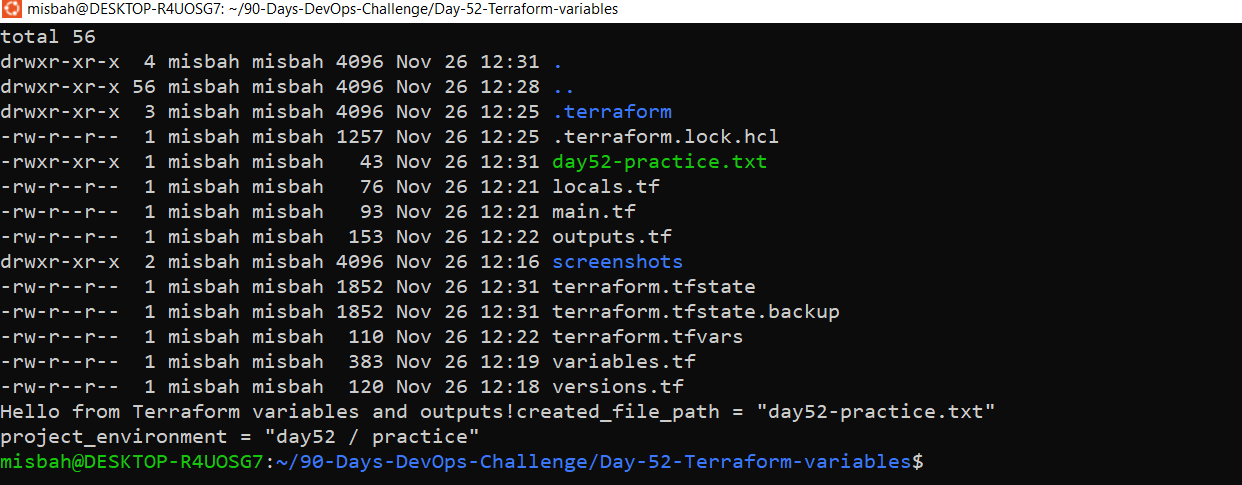 misbah@DESKTOP-R4UOSG7: ~/90-Days-DevOps-Challenge/Day-52-Terraform-variables
total 56
drwxr-xr-x  4 misbah misbah 4096 Nov 26 12:31 .
drwxr-xr-x 56 misbah misbah 4096 Nov 26 12:28 ..
drwxr-xr-x  3 misbah misbah 4096 Nov 26 12:25 .terraform
-rw-r--r--  1 misbah misbah 1257 Nov 26 12:25 .terraform.lock.hcl
-rwxr-xr-x  1 misbah misbah   43 Nov 26 12:31 day52-practice.txt
-rw-r--r--  1 misbah misbah   76 Nov 26 12:21 locals.tf
-rw-r--r--  1 misbah misbah   93 Nov 26 12:21 main.tf
-rw-r--r--  1 misbah misbah  153 Nov 26 12:22 outputs.tf
drwxr-xr-x  2 misbah misbah 4096 Nov 26 12:16 screenshots
-rw-r--r--  1 misbah misbah 1852 Nov 26 12:31 terraform.tfstate
-rw-r--r--  1 misbah misbah 1852 Nov 26 12:31 terraform.tfstate.backup
-rw-r--r--  1 misbah misbah  110 Nov 26 12:22 terraform.tfvars
-rw-r--r--  1 misbah misbah  383 Nov 26 12:19 variables.tf
-rw-r--r--  1 misbah misbah  120 Nov 26 12:18 versions.tf
Hello from Terraform variables and outputs!created_file_path = "day52-practice.txt"
project_environment = "day52 / practice"
misbah@DESKTOP-R4UOSG7:~/90-Days-DevOps-Challenge/Day-52-Terraform-variables$